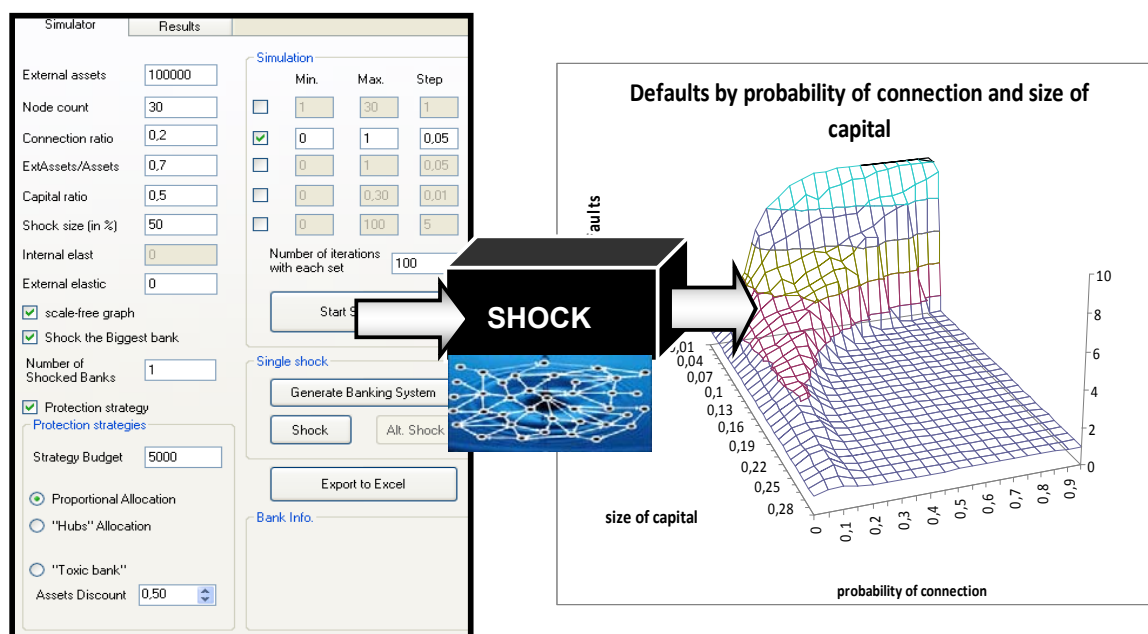 Simulator Results
External assets 100000
Node count 30
Connection ratio 0,2
ExtAssets/Assets 0,7
Capital ratio 0,5
Shock size (in %) 50
Internal elast 0
External elastic 0
scale-free graph
Shock the Biggest bank
Number of
Shocked Banks 1
Protection strategy
Protection strategies
Strategy Budget 5000
Proportional Allocation
"Hubs" Allocation
"Toxic bank"
Assets Discount 0,50
Simulation
Min. Max. Step
1 30 1
0 1 0,05
0 1 0,05
0 0,30 0,01
0 100 5
Number of iterations
with each set 100
Start S
Single shock
Generate Banking System
Shock Alt. Shock
Export to Excel
Bank Info.
SHOCK
Defaults by probability of connection and size of
capital
faults
10
8
6
4
2
0
0,01
0,04
0,07
0,1
0,13
0,16
0,19
0,22
0,25
0,28
size of capital
0
0,1
0,2
0,3
0,4
0,5
0,6
0,7
0,8
0,9
probability of connection